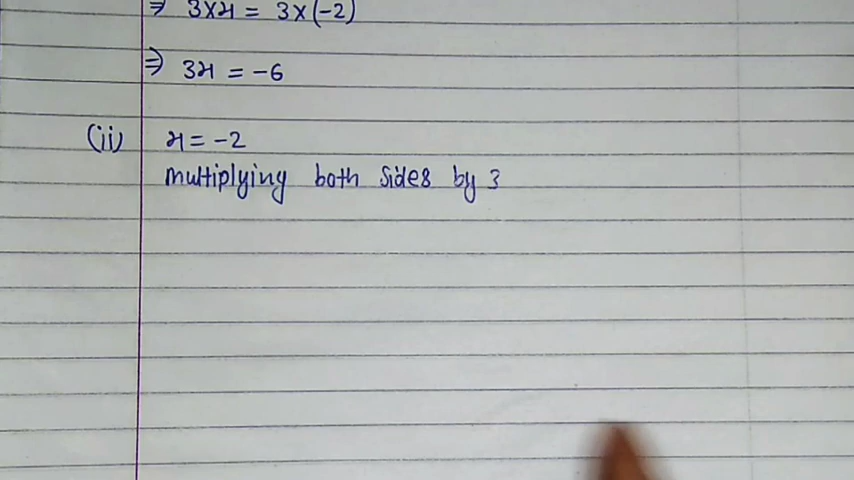 ⇒ 3×x = 3×(-2)
⇒ 3x = -6
(ii) x = -2
multiplying both sides by 3